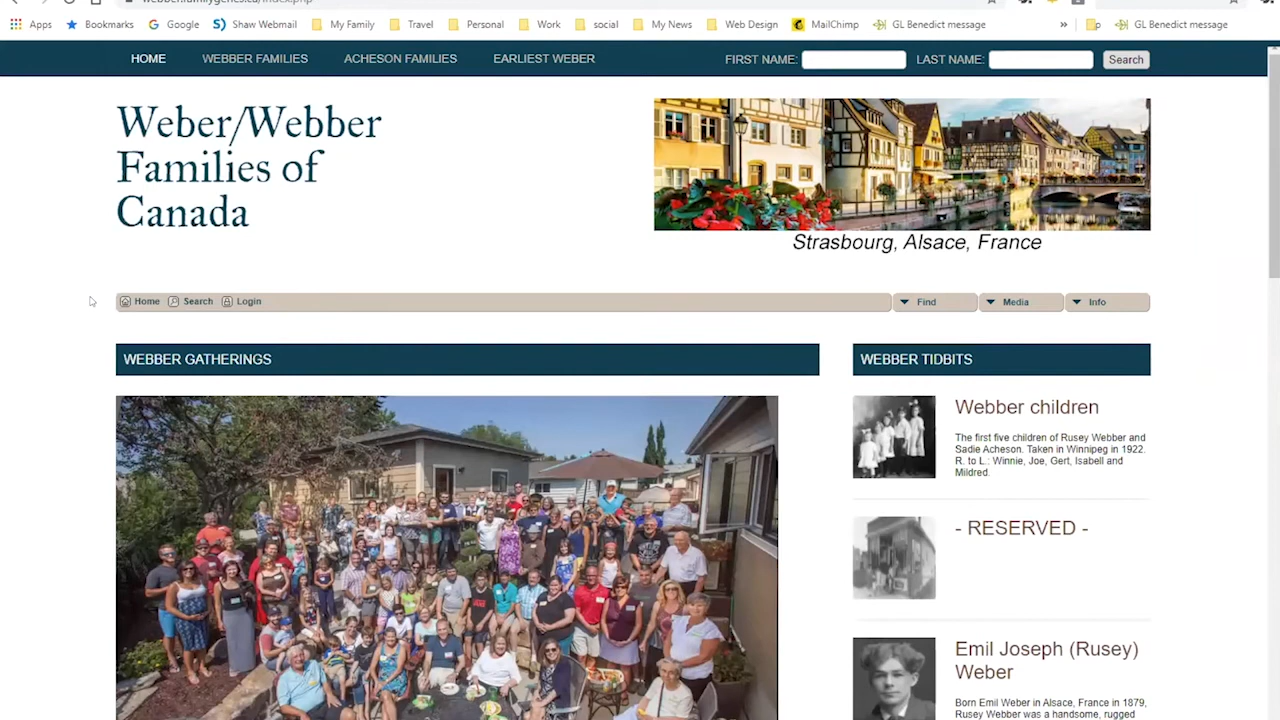 Apps Bookmarks Google Shaw Webmail My Family Travel Personal Work social My News Web Design MailChimp GL Benedict message » GL Benedict message
HOME WEBBER FAMILIES ACHESON FAMILIES EARLIEST WEBER FIRST NAME: LAST NAME: Search
Weber/Webber
Families of
Canada
Strasbourg, Alsace, France
Home Search Login Find Media Info
WEBBER GATHERINGS
WEBBER TIDBITS
Webber children
The first five children of Rusey Webber and
Sadie Acheson. Taken in Winnipeg in 1922.
R. to L.: Winnie, Joe, Gert, Isabell and
Mildred.
- RESERVED -
Emil Joseph (Rusey)
Weber
Born Emil Weber in Alsace, France in 1879,
Rusey Webber was a handsome, rugged